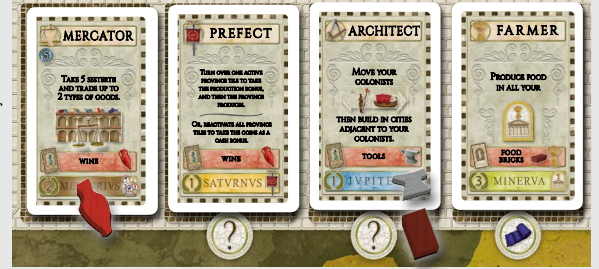 MERCATOR
5
TAKE 5 SESTERTII
AND TRADE UP TO
2 TYPES OF GOODS.
WINE
2
PREFECT
TURN OVER ONE ACTIVE
PROVINCE TILE TO TAKE
THE PRODUCTION BONUS,
AND THEN THE PROVINCE
PRODUCES.
OR, REACTIVATE ALL PROVINCE
TILES TO TAKE THE COINS AS A
CASH BONUS.
WINE
1 SATVRNVS
?
ARCHITECT
MOVE YOUR
COLONISTS
THEN BUILD IN CITIES
ADJACENT TO YOUR
COLONISTS.
TOOLS
1 JVPITE
?
FARMER
PRODUCE FOOD
IN ALL YOUR
FOOD
BRICKS
3 MINERVA